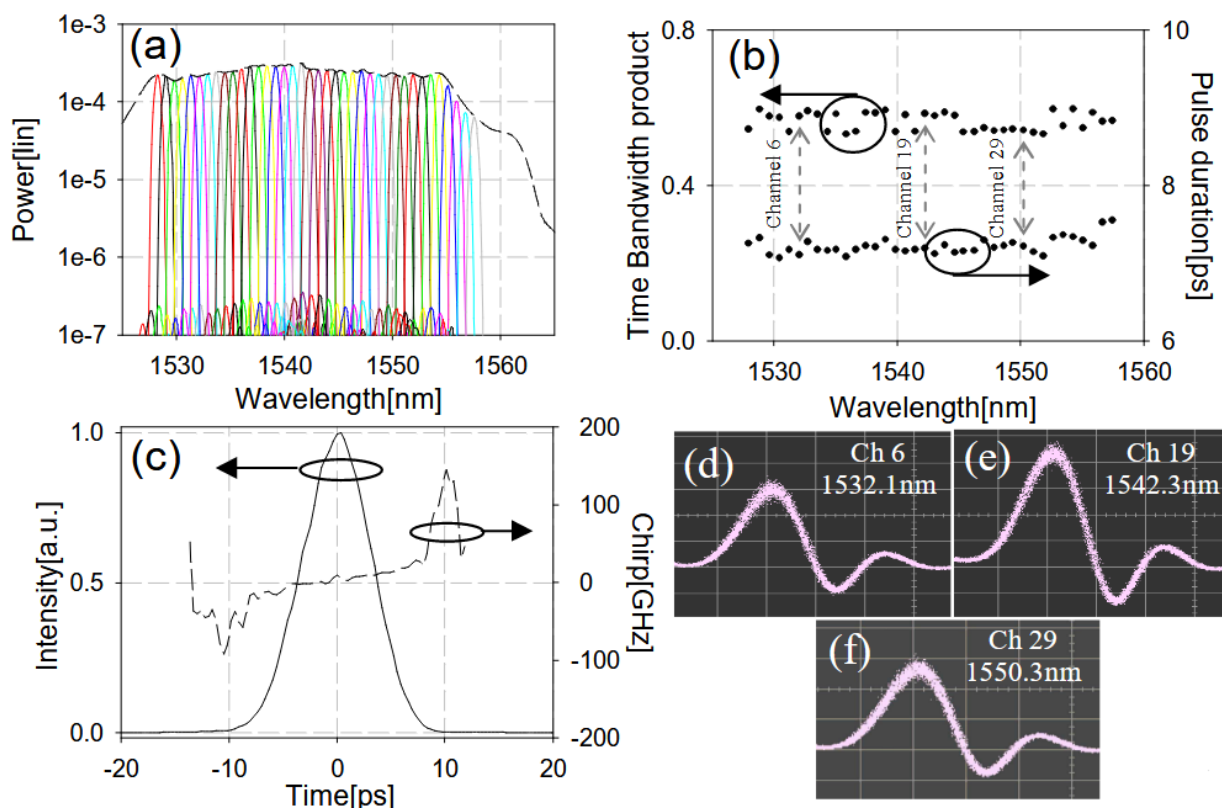 (a)
1e-3
1e-4
1e-5
1e-6
1e-7
Power[lin]
1530 1540 1550 1560
Wavelength[nm]
(b)
0.8
0.4
0.0
Time Bandwidth product
10
8
6
Pulse duration[ps]
Channel 6
Channel 19
Channel 29
1530 1540 1550 1560
Wavelength[nm]
(c)
1.0
0.5
0.0
Intensity[a.u.]
200
100
0
-100
-200
Chirp[GHz]
-20 -10 0 10 20
Time[ps]
(d)
Ch 6
1532.1nm
(e)
Ch 19
1542.3nm
(f)
Ch 29
1550.3nm